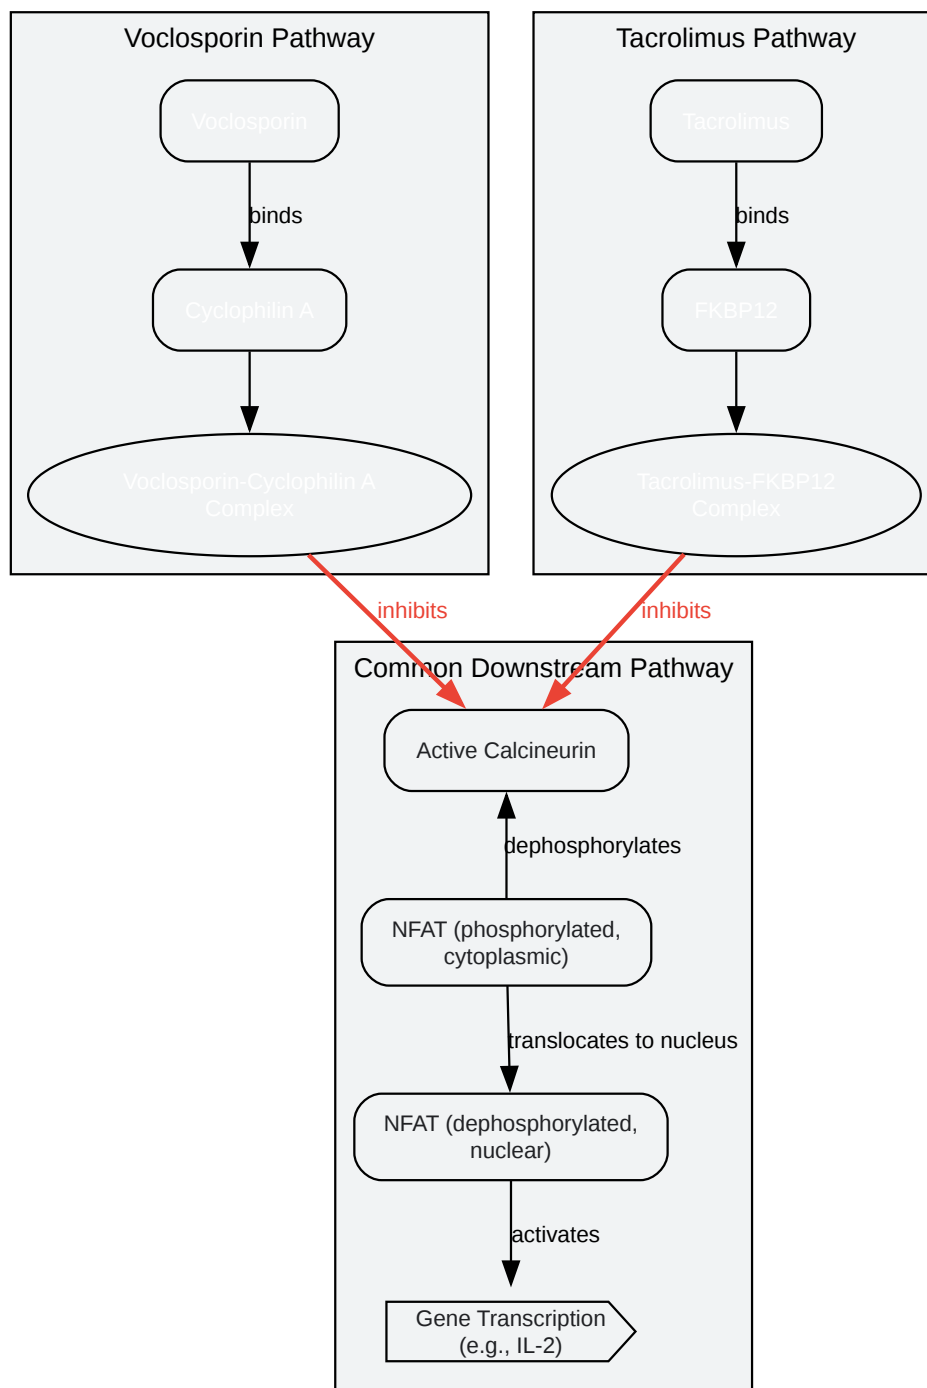 Voclosporin Pathway
Voclosporin
binds
Cyclophilin A
Voclosporin-Cyclophilin A
Complex
inhibits
Tacrolimus Pathway
Tacrolimus
binds
FKBP12
Tacrolimus-FKBP12
Complex
inhibits
Common Downstream Pathway
Active Calcineurin
dephosphorylates
NFAT (phosphorylated,
cytoplasmic)
translocates to nucleus
NFAT (dephosphorylated,
nuclear)
activates
Gene Transcription
(e.g., IL-2)